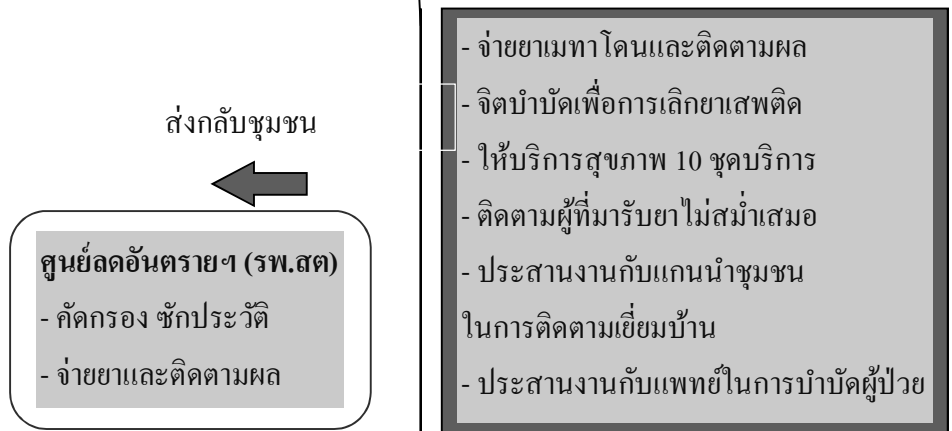 ส่งกลับชุมชน
ศูนย์ลดอันตรายฯ (รพ.สต)
- คัดกรอง ซักประวัติ
- จ่ายยาและติดตามผล
- จ่ายยาเมทาโดนและติดตามผล
- จิตบำบัดเพื่อการเลิกยาเสพติด
- ให้บริการสุขภาพ 10 ชุดบริการ
- ติดตามผู้ที่มารับยาไม่สม่ำเสมอ
- ประสานงานกับแกนนำชุมชน
ในการติดตามเยี่ยมบ้าน
- ประสานงานกับแพทย์ในการบำบัดผู้ป่วย